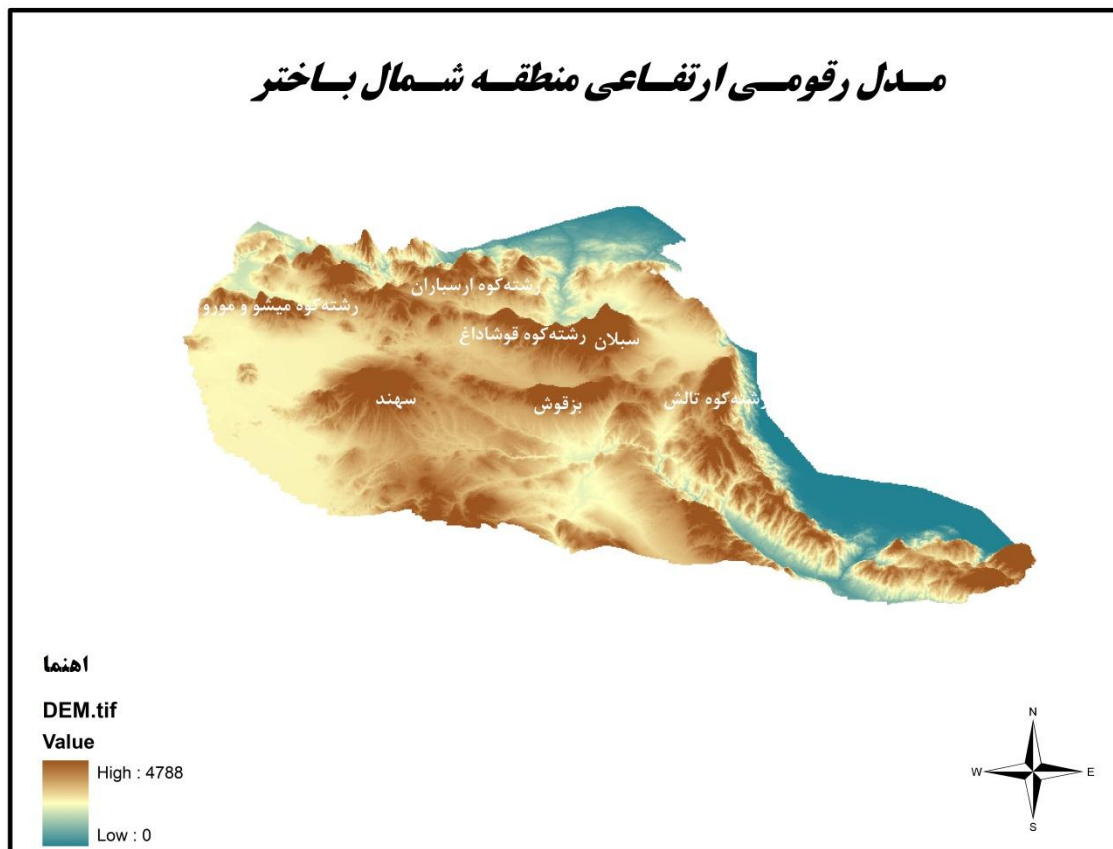 مدل رقومی ارتفاعی منطقه شمال باختر
رشته‌کوه ارسباران
رشته‌کوه میشو و مورو
سبلان
رشته‌کوه قوشاداغ
رشته‌کوه تالش
بزقوش
سهند
اهنما
DEM.tif
Value
High : 4788
Low : 0
N
W
E
S